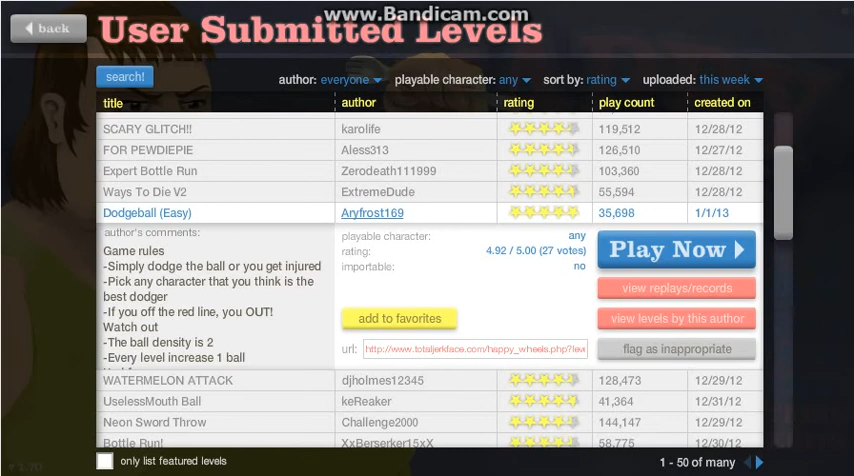 www.Bandicam.com
back
User Submitted Levels
search!
author: everyone playable character: any sort by: rating uploaded: this week
title author rating play count created on
SCARY GLITCH!! karolife 119,512 12/28/12
FOR PEWDIEPIE Aless313 126,510 12/27/12
Expert Bottle Run Zerodeath111999 103,360 12/28/12
Ways To Die V2 ExtremeDude 55,594 12/28/12
Dodgeball (Easy) Aryfrost169 35,698 1/1/13
author's comments:
Game rules
-Simply dodge the ball or you get injured
-Pick any character that you think is the
best dodger
-If you off the red line, you OUT!
Watch out
-The ball density is 2
-Every level increase 1 ball
playable character: any
rating: 4.92 / 5.00 (27 votes)
importable: no
add to favorites
url: http://www.totaljerkface.com/happy_wheels.php?leve
Play Now
view replays/records
view levels by this author
flag as inappropriate
WATERMELON ATTACK djholmes12345 128,473 12/29/12
UselessMouth Ball keReaker 41,364 12/31/12
Neon Sword Throw Challenge2000 144,147 12/29/12
Bottle Run! XxBerserker15xX 58,775 12/30/12
only list featured levels
1 - 50 of many
v 1.70